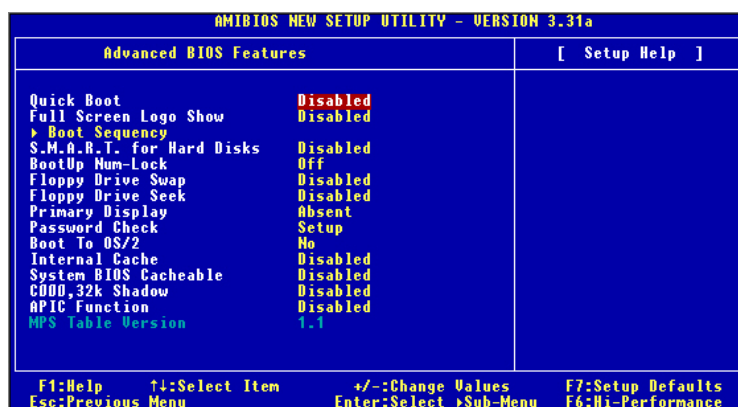 AMIBIOS NEW SETUP UTILITY - VERSION 3.31a
Advanced BIOS Features
[ Setup Help ]
Quick Boot Disabled
Full Screen Logo Show Disabled
▸ Boot Sequency
S.M.A.R.T. for Hard Disks Disabled
BootUp Num-Lock Off
Floppy Drive Swap Disabled
Floppy Drive Seek Disabled
Primary Display Absent
Password Check Setup
Boot To OS/2 No
Internal Cache Disabled
System BIOS Cacheable Disabled
C000,32k Shadow Disabled
APIC Function Disabled
MPS Table Version 1.1
F1:Help ↑↓:Select Item +/-:Change Values F7:Setup Defaults
Esc:Previous Menu Enter:Select ▸Sub-Menu F6:Hi-Performance